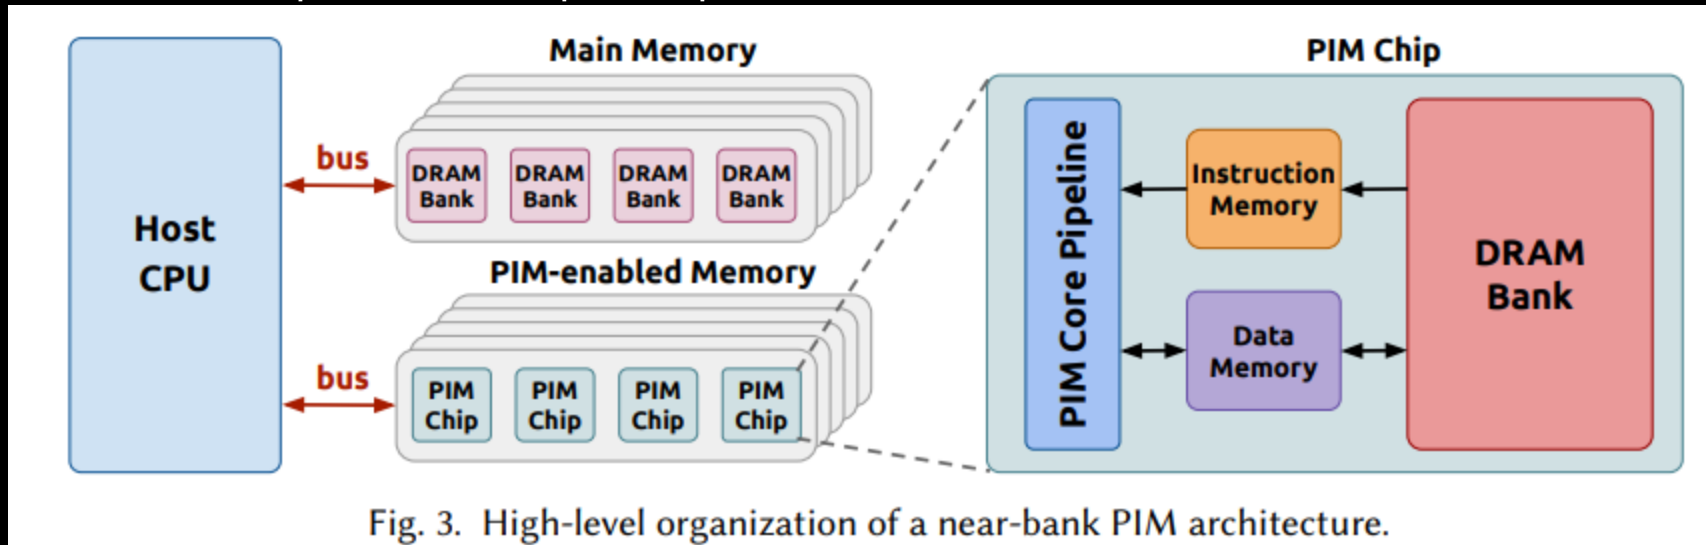 Main Memory
PIM Chip
Host
CPU
bus
DRAM
Bank
DRAM
Bank
DRAM
Bank
DRAM
Bank
PIM-enabled Memory
bus
PIM
Chip
PIM
Chip
PIM
Chip
PIM
Chip
PIM Core Pipeline
Instruction
Memory
Data
Memory
DRAM
Bank
Fig. 3. High-level organization of a near-bank PIM architecture.